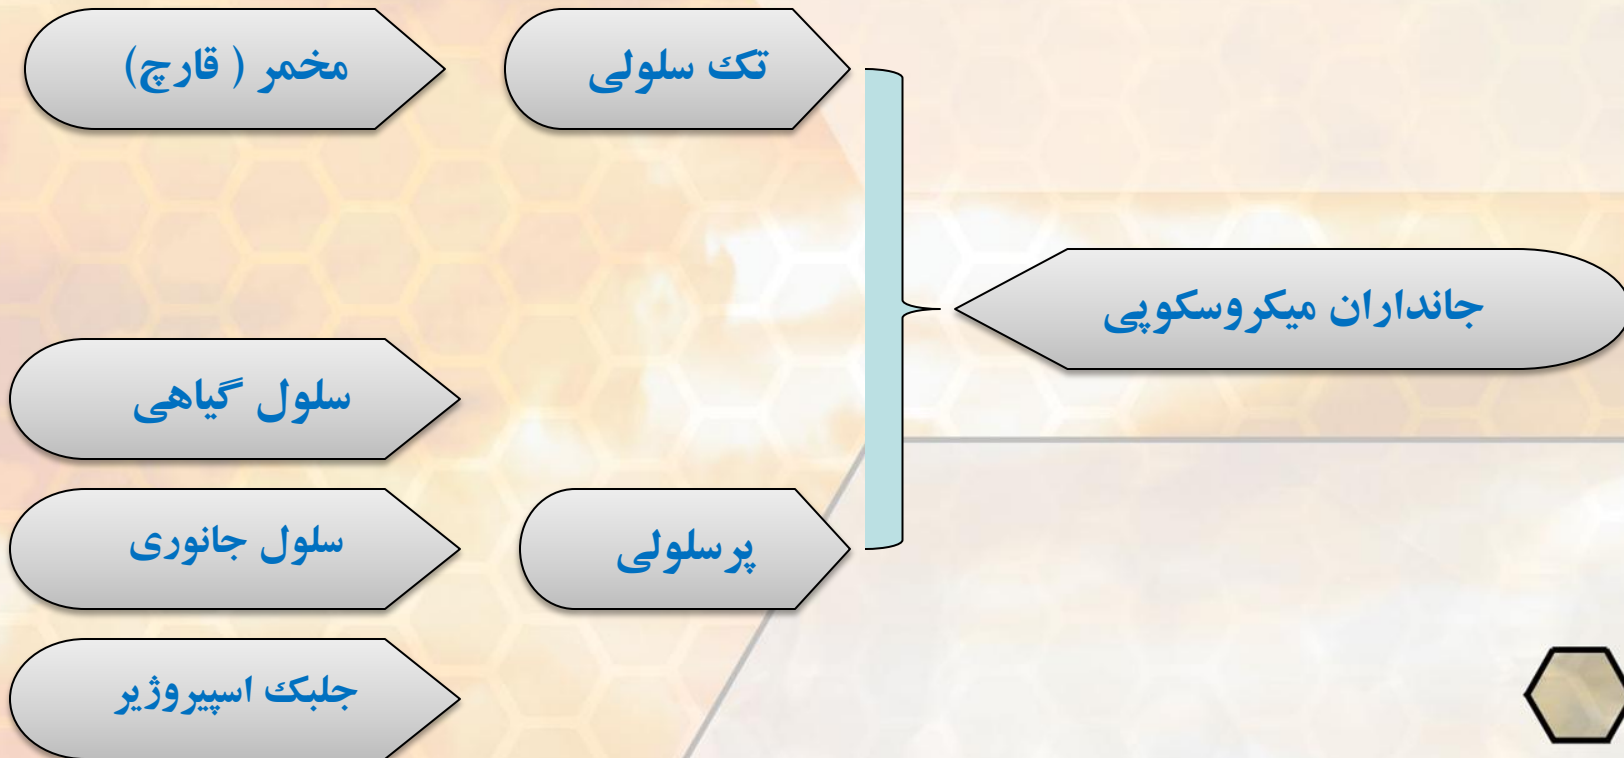 جانداران میکروسکوپی
تک سلولی
مخمر ( قارچ)
پرسلولی
سلول گیاهی
سلول جانوری
جلبک اسپیروژیر